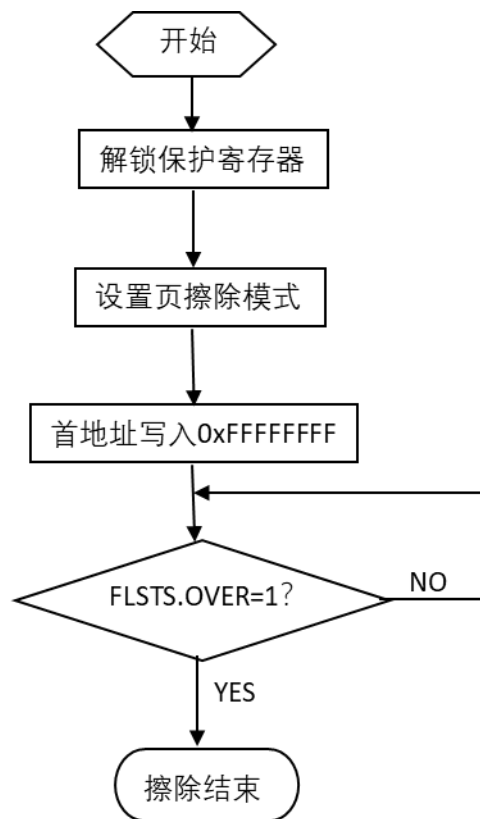 开始
解锁保护寄存器
设置页擦除模式
首地址写入0xFFFFFFFF
FLSTS.OVER=1?
NO
YES
擦除结束